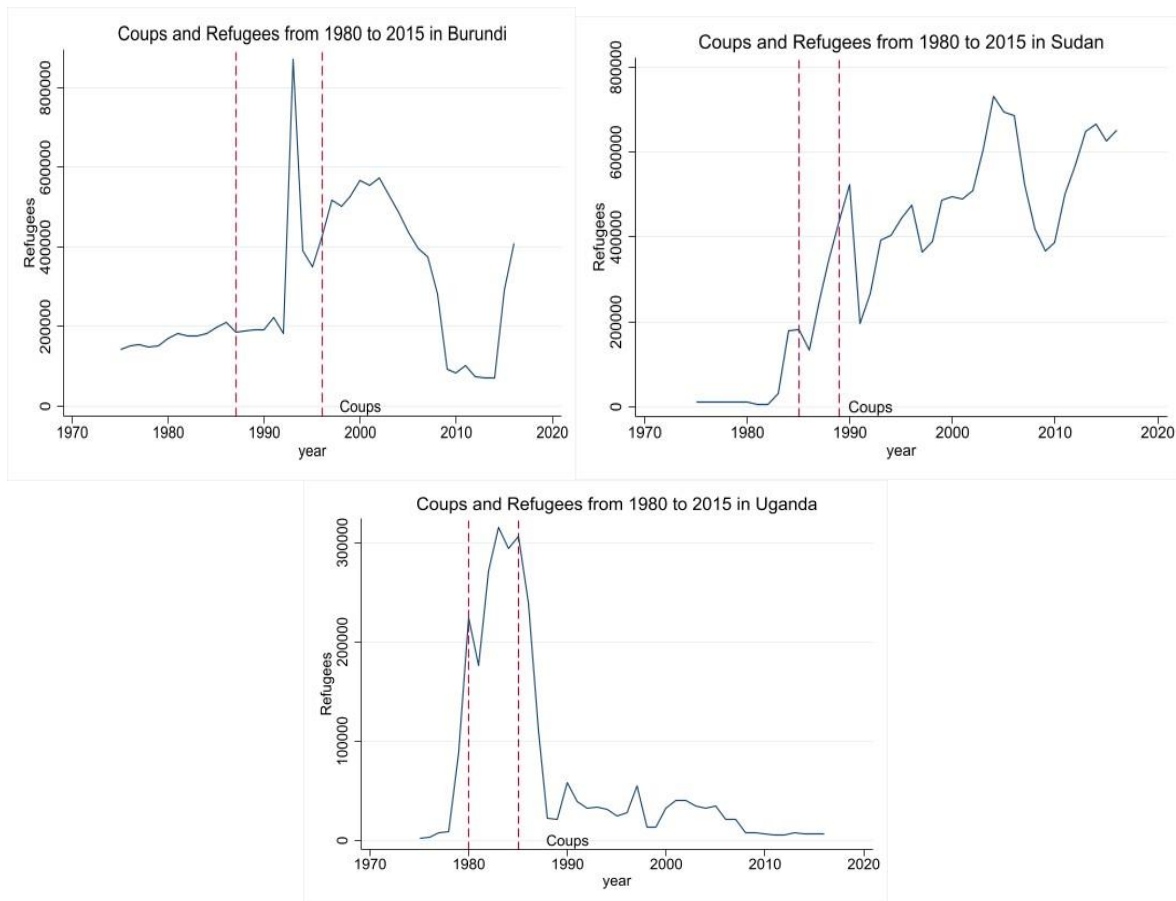 Coups and Refugees from 1980 to 2015 in Burundi
Refugees
800000
600000
400000
200000
0
Coups
1970 1980 1990 2000 2010 2020
year
Coups and Refugees from 1980 to 2015 in Sudan
Refugees
800000
600000
400000
200000
0
Coups
1970 1980 1990 2000 2010 2020
year
Coups and Refugees from 1980 to 2015 in Uganda
Refugees
300000
200000
100000
0
Coups
1970 1980 1990 2000 2010 2020
year